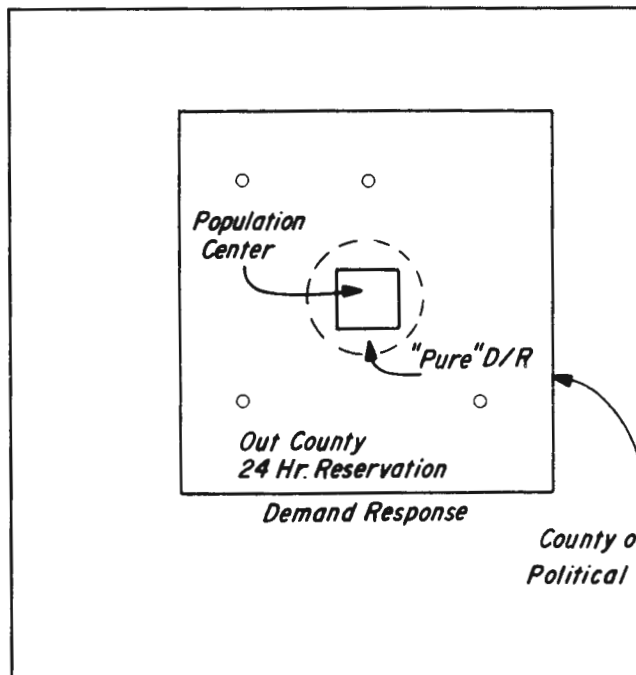 Population
Center
"Pure" D/R
Out County
24 Hr. Reservation
Demand Response
County
Political